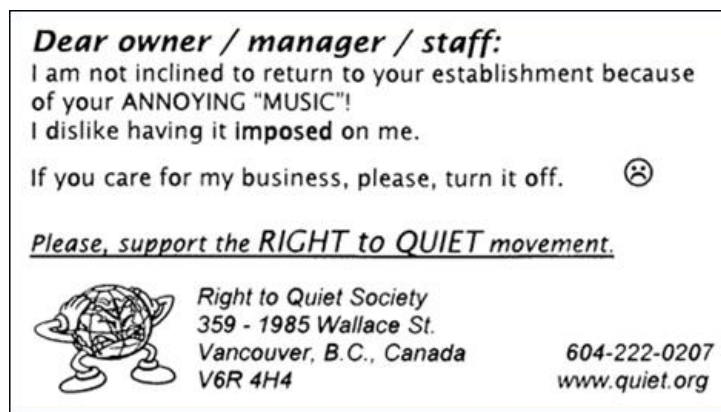 Dear owner / manager / staff:
I am not inclined to return to your establishment because
of your ANNOYING "MUSIC"!
I dislike having it imposed on me.
If you care for my business, please, turn it off.
Please, support the RIGHT to QUIET movement.
Right to Quiet Society
359 - 1985 Wallace St.
Vancouver, B.C., Canada 604-222-0207
V6R 4H4 www.quiet.org